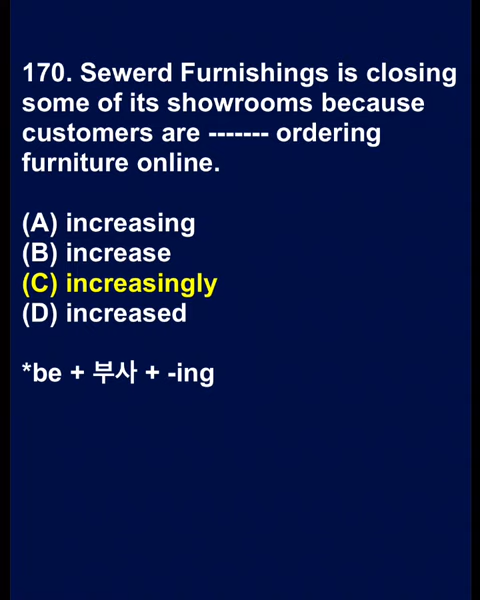 170. Sewerd Furnishings is closing
some of its showrooms because
customers are ------- ordering
furniture online.
(A) increasing
(B) increase
(C) increasingly
(D) increased
*be + 부사 + -ing